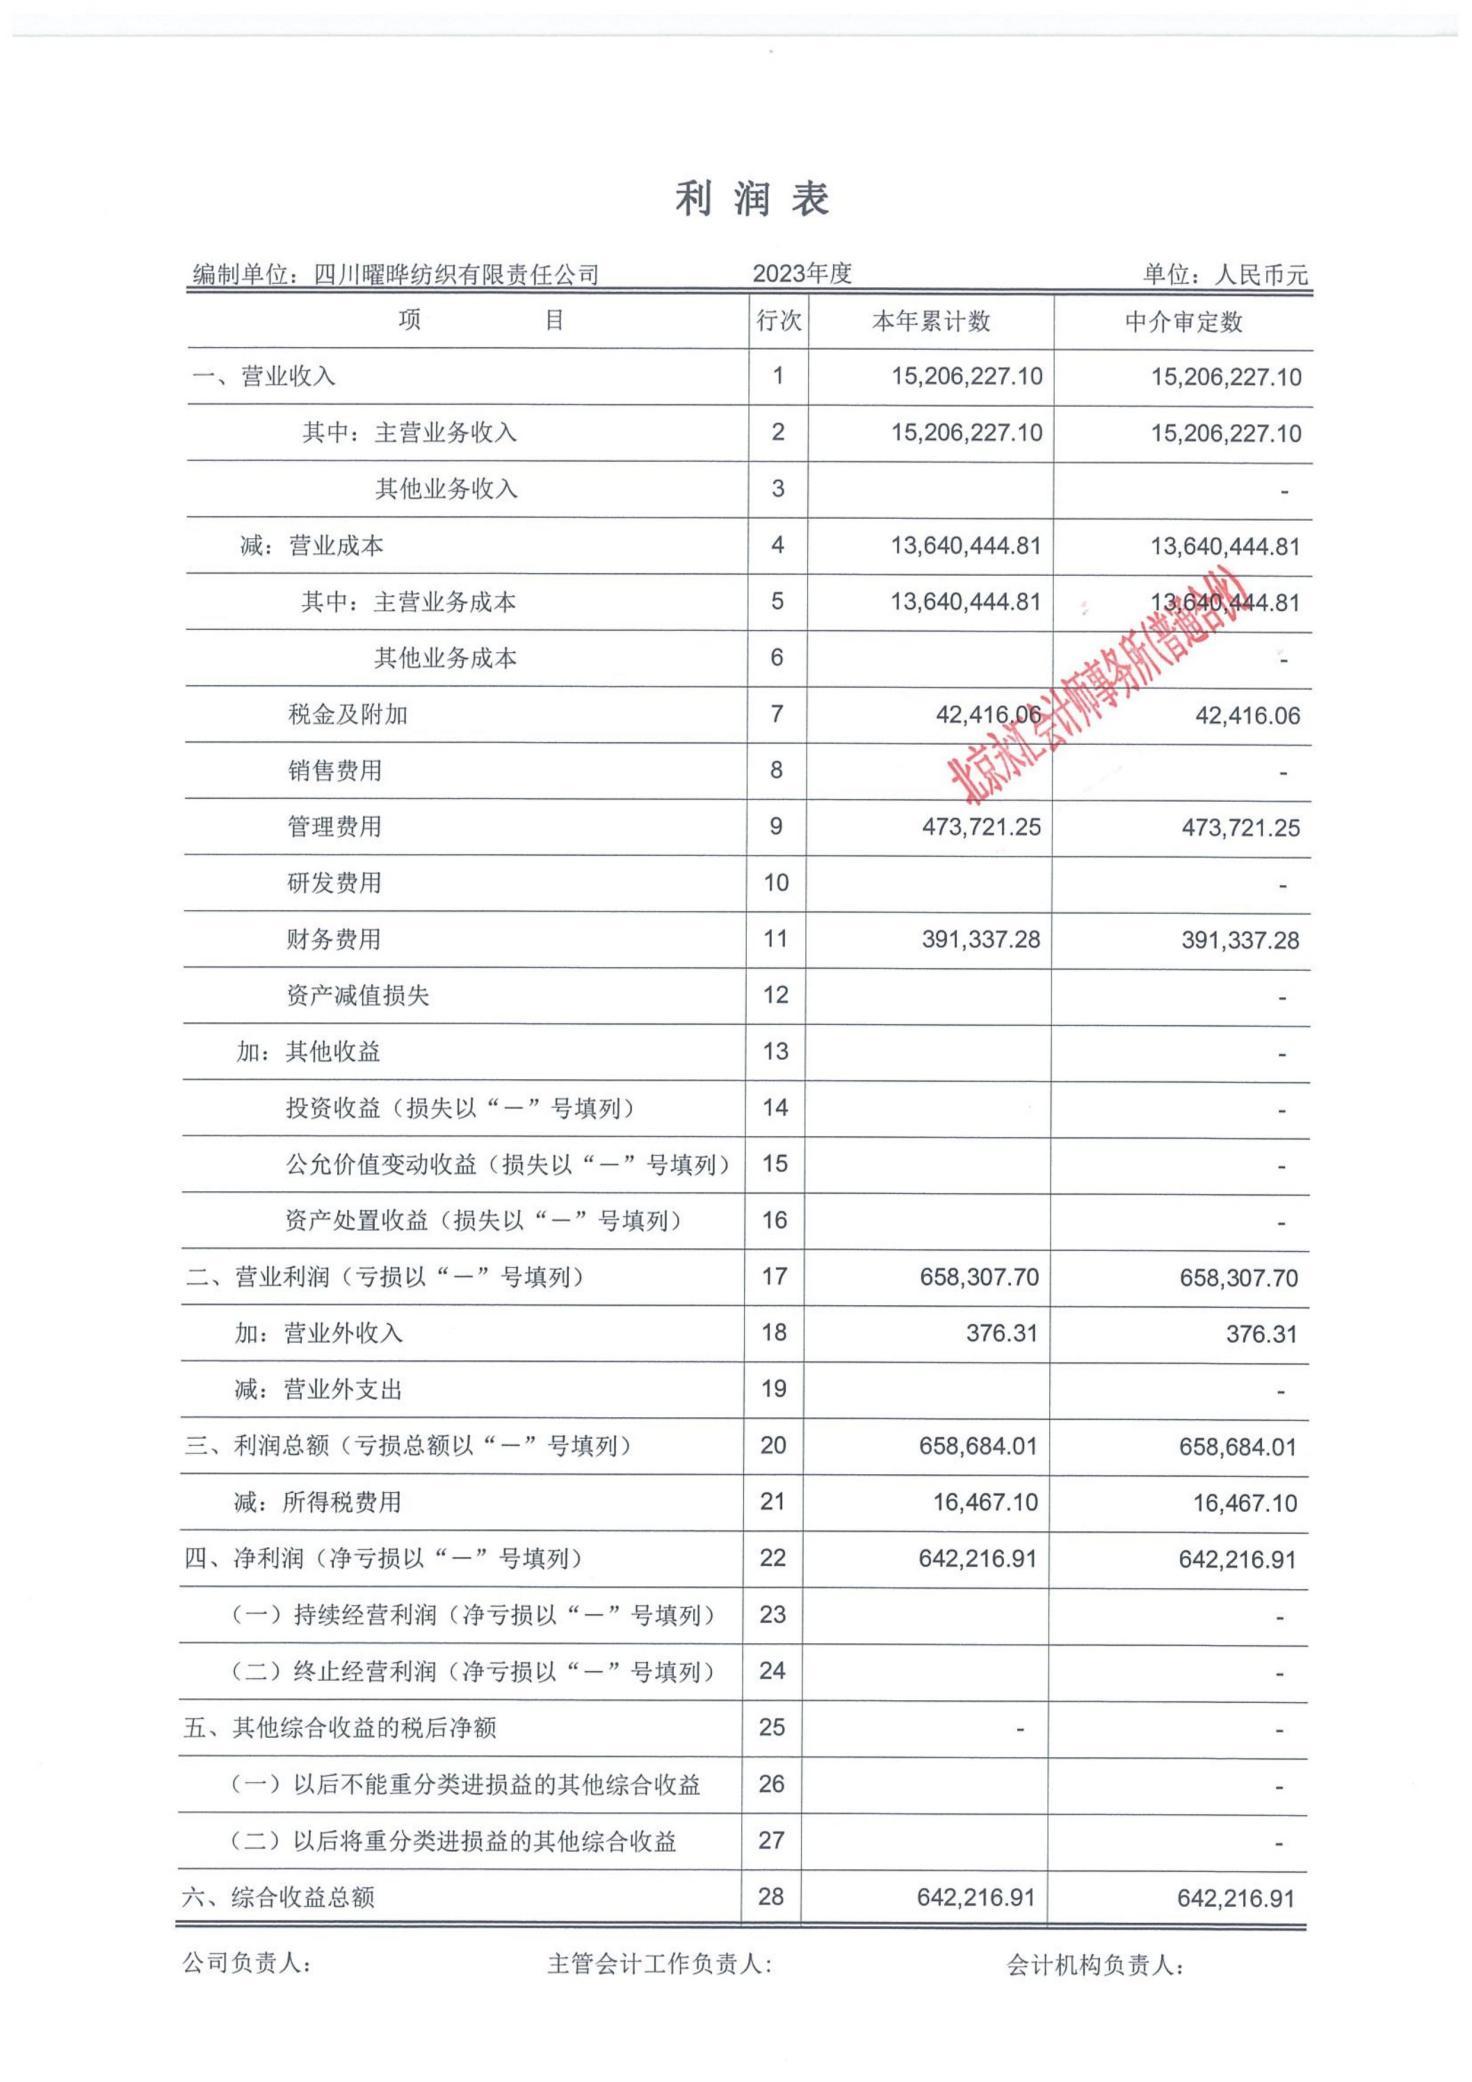 利润表
编制单位：四川曜晔纺织有限责任公司 2023年度 单位：人民币元
项 目 行次 本年累计数 中介审定数
一、营业收入 1 15,206,227.10 15,206,227.10
其中：主营业务收入 2 15,206,227.10 15,206,227.10
其他业务收入 3 -
减：营业成本 4 13,640,444.81 13,640,444.81
其中：主营业务成本 5 13,640,444.81 13,640,444.81
其他业务成本 6 -
税金及附加 7 42,416.06 42,416.06
北京永汇会计师事务所(普通合伙)
销售费用 8 -
管理费用 9 473,721.25 473,721.25
研发费用 10 -
财务费用 11 391,337.28 391,337.28
资产减值损失 12 -
加：其他收益 13 -
投资收益（损失以“－”号填列） 14 -
公允价值变动收益（损失以“－”号填列） 15 -
资产处置收益（损失以“－”号填列） 16 -
二、营业利润（亏损以“－”号填列） 17 658,307.70 658,307.70
加：营业外收入 18 376.31 376.31
减：营业外支出 19 -
三、利润总额（亏损总额以“－”号填列） 20 658,684.01 658,684.01
减：所得税费用 21 16,467.10 16,467.10
四、净利润（净亏损以“－”号填列） 22 642,216.91 642,216.91
（一）持续经营利润（净亏损以“－”号填列） 23 -
（二）终止经营利润（净亏损以“－”号填列） 24 -
五、其他综合收益的税后净额 25 - -
（一）以后不能重分类进损益的其他综合收益 26 -
（二）以后将重分类进损益的其他综合收益 27 -
六、综合收益总额 28 642,216.91 642,216.91
公司负责人： 主管会计工作负责人： 会计机构负责人：